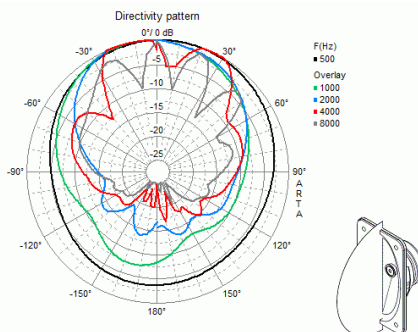 Directivity pattern
0°/ 0 dB
-30°
30°
-5
-10
-15
-20
-25
-60°
60°
-90°
90°
A
R
T
A
-120°
120°
-150°
150°
180°
F(Hz)
500
Overlay
1000
2000
4000
8000